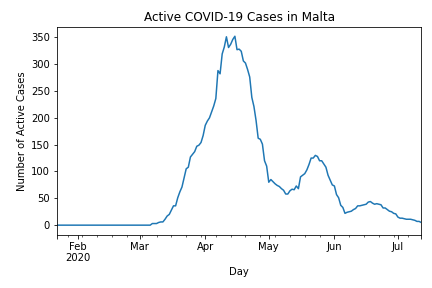 Active COVID-19 Cases in Malta
350
300
250
200
150
100
50
0
Number of Active Cases
Feb Mar Apr May Jun Jul
2020
Day